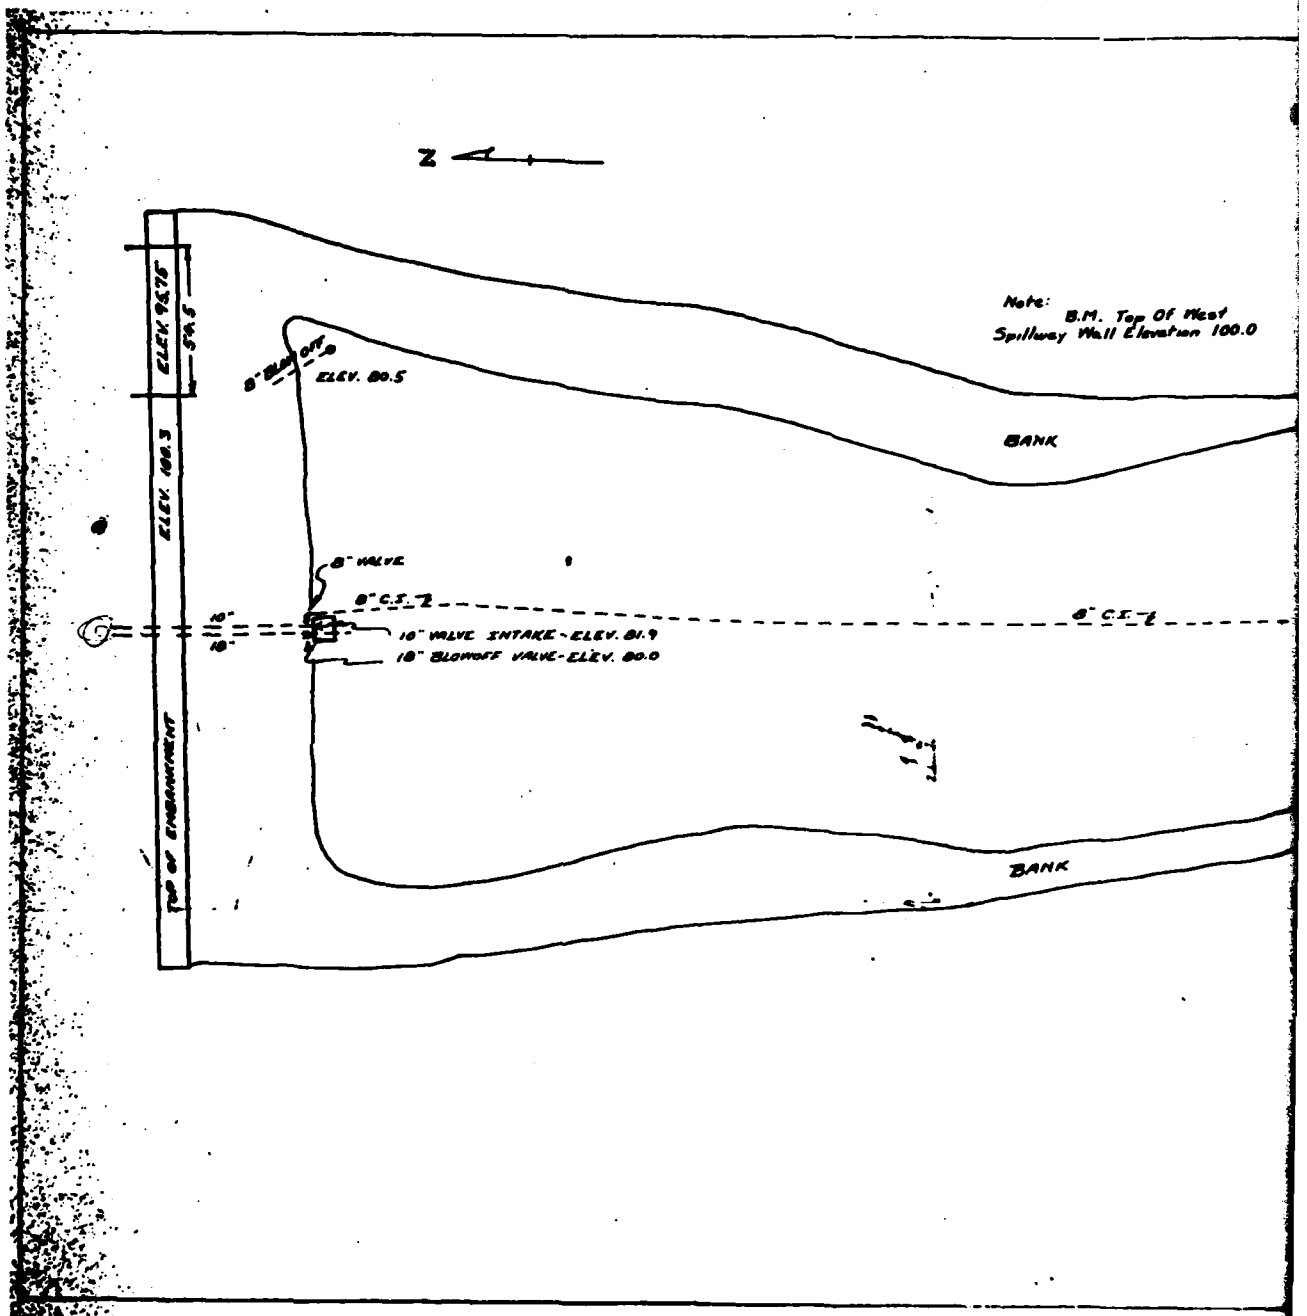 N
Note:
B.M. Top Of West
Spillway Wall Elevation 100.0
ELEV. 95.75
59.5
8" BLOW OFF
ELEV. 80.5
BANK
ELEV. 100.3
8" VALVE
8" C.I.
8" C.I.
10"
18"
10" VALVE INTAKE - ELEV. 81.9
18" BLOWOFF VALVE - ELEV. 80.0
TOP OF EMBANKMENT
BANK